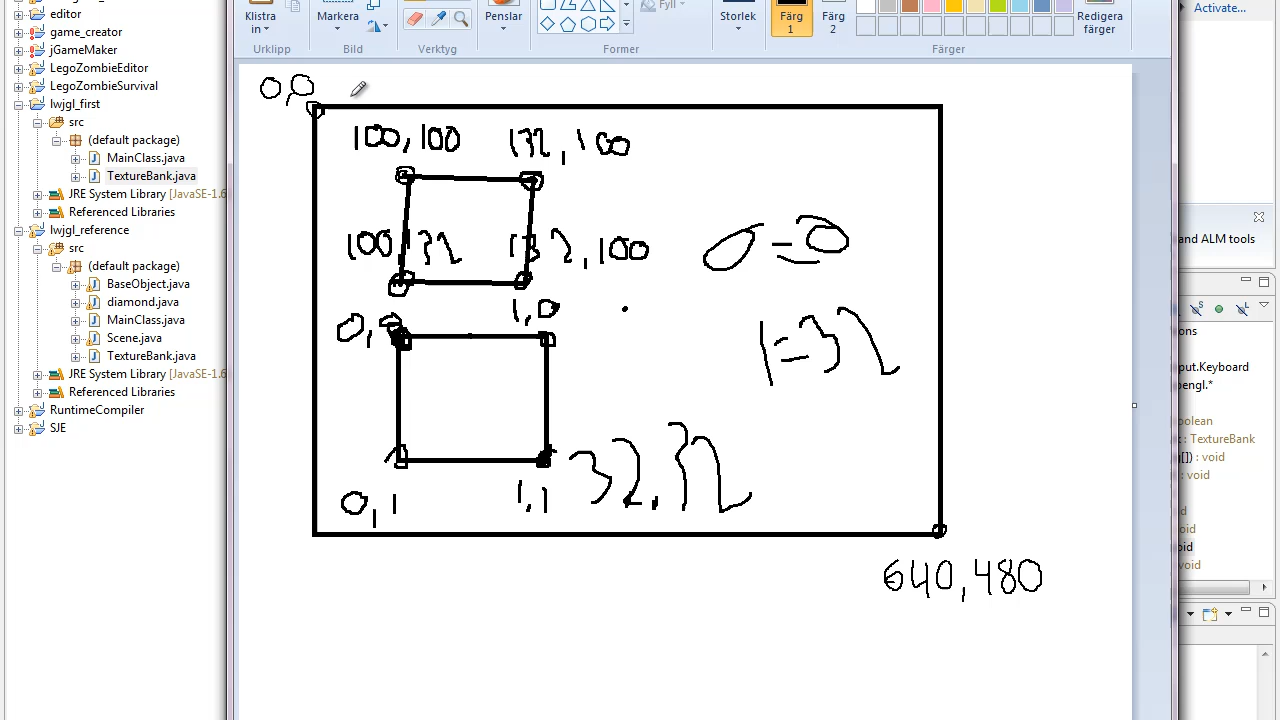 editor
game_creator
jGameMaker
LegoZombieEditor
LegoZombieSurvival
lwjgl_first
src
(default package)
MainClass.java
TextureBank.java
JRE System Library [JavaSE-1.6
Referenced Libraries
lwjgl_reference
src
(default package)
BaseObject.java
diamond.java
MainClass.java
Scene.java
TextureBank.java
JRE System Library [JavaSE-1.6
Referenced Libraries
RuntimeCompiler
SJE
Klistra
in
Urklipp
Markera
Bild
Verktyg
Penslar
Fyll
Former
Storlek
Färg
1
Färg
2
Redigera
färger
Färger
0,0
100,100 132,100
100,132 132,100
0=0
1,0
1=32
32,32
0,1 1,1
640,480
Activate...
and ALM tools
ons
put.Keyboard
pengl.*
oolean
: TextureBank
g[]) : void
: void
d
void
oid
void